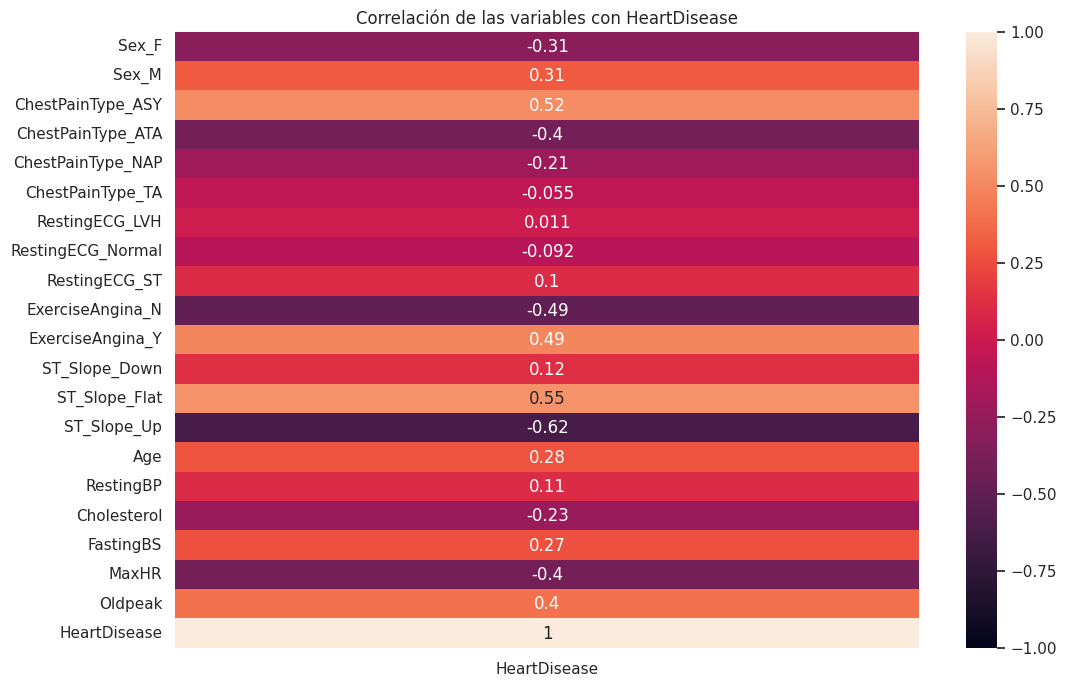 Correlación de las variables con HeartDisease
Sex_F -0.31
Sex_M 0.31
ChestPainType_ASY 0.52
ChestPainType_ATA -0.4
ChestPainType_NAP -0.21
ChestPainType_TA -0.055
RestingECG_LVH 0.011
RestingECG_Normal -0.092
RestingECG_ST 0.1
ExerciseAngina_N -0.49
ExerciseAngina_Y 0.49
ST_Slope_Down 0.12
ST_Slope_Flat 0.55
ST_Slope_Up -0.62
Age 0.28
RestingBP 0.11
Cholesterol -0.23
FastingBS 0.27
MaxHR -0.4
Oldpeak 0.4
HeartDisease 1
HeartDisease
1.00
0.75
0.50
0.25
0.00
−0.25
−0.50
−0.75
−1.00